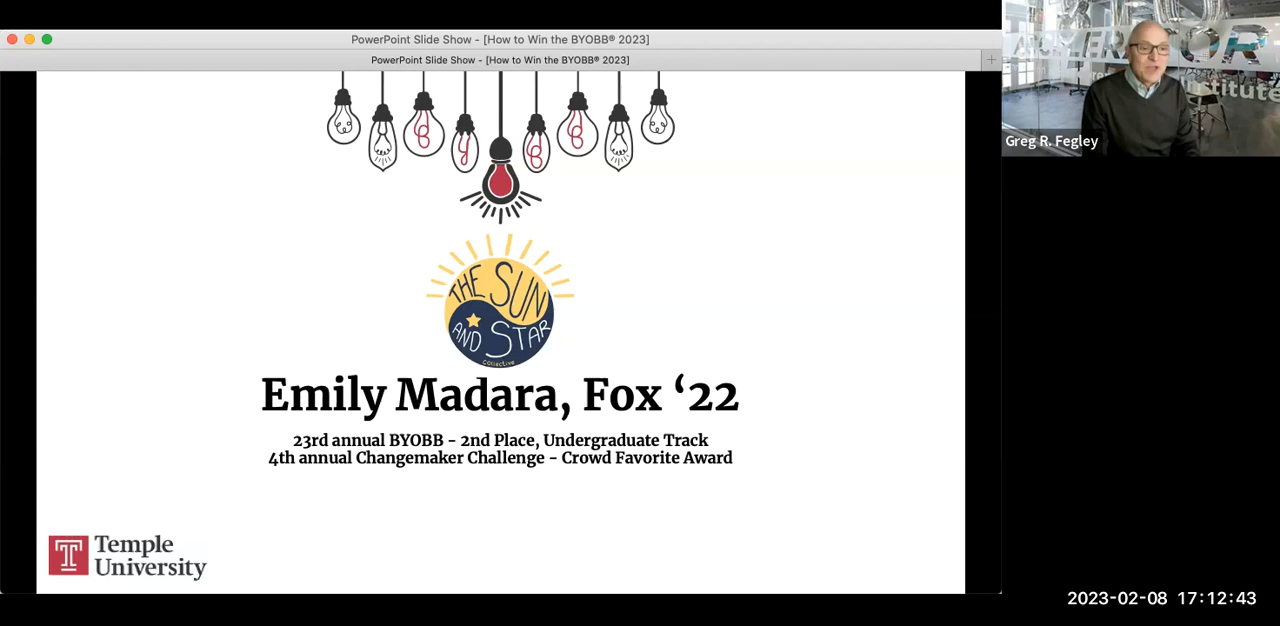 PowerPoint Slide Show - [How to Win the BYOBB® 2023]
PowerPoint Slide Show - [How to Win the BYOBB® 2023]
+
B y B B
THE SUN
AND STAR
collective
Emily Madara, Fox ‘22
23rd annual BYOBB - 2nd Place, Undergraduate Track
4th annual Changemaker Challenge - Crowd Favorite Award
T Temple
University
Institute
Greg R. Fegley
2023-02-08 17:12:43